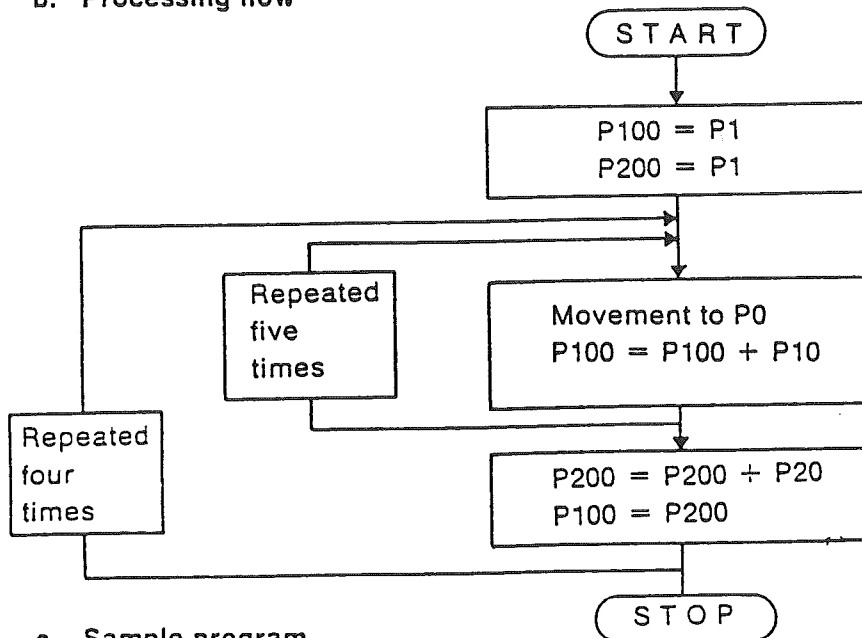 b. Processing flow
START
P100 = P1
P200 = P1
Repeated
five
times
Movement to P0
P100 = P100 + P10
Repeated
four
times
P200 = P200 + P20
P100 = P200
STOP
c. Sample program